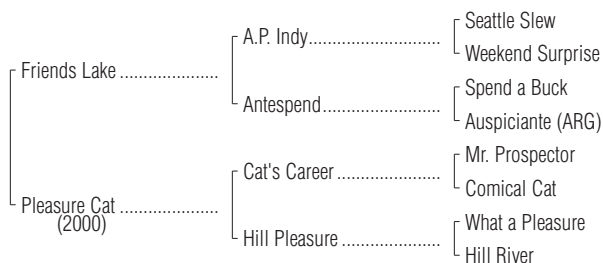 Seattle Slew
A.P. Indy
Weekend Surprise
Friends Lake
Spend a Buck
Antespend
Auspiciante (ARG)
Mr. Prospector
Cat's Career
Comical Cat
Pleasure Cat
(2000)
What a Pleasure
Hill Pleasure
Hill River